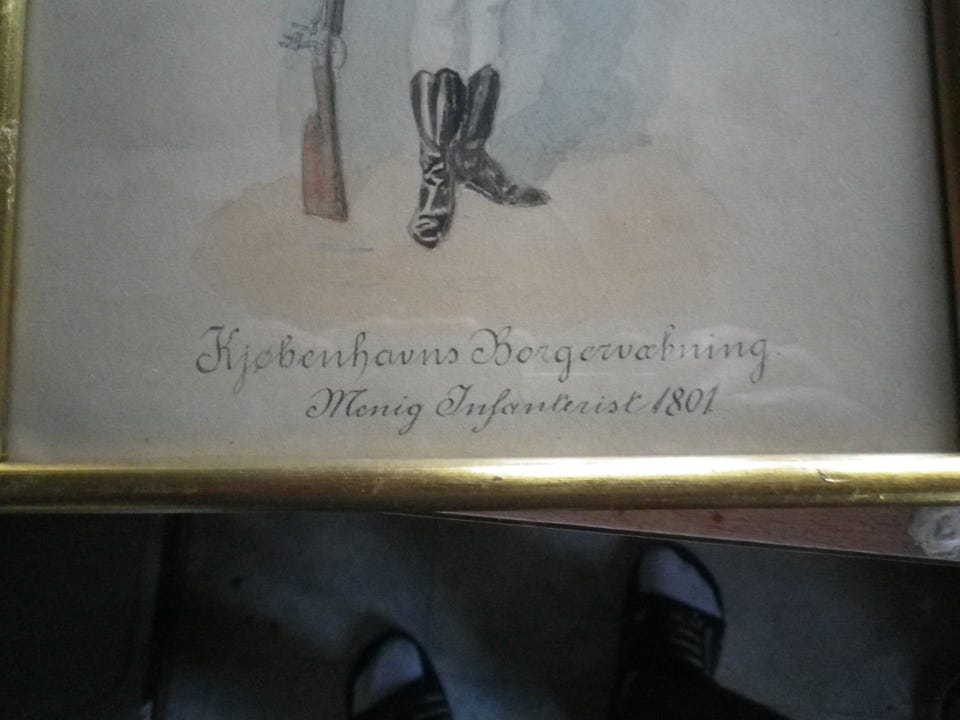 Kjøbenhavns Borgervæbning.
Menig Infanterist 1801